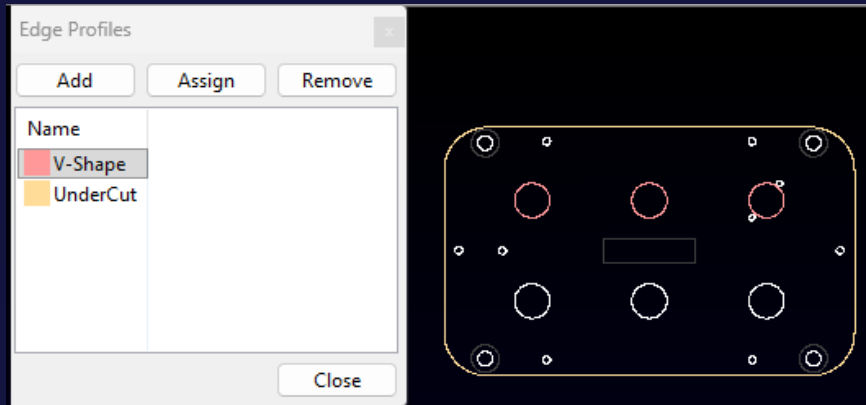 Edge Profiles
x
Add Assign Remove
Name
V-Shape
UnderCut
Close